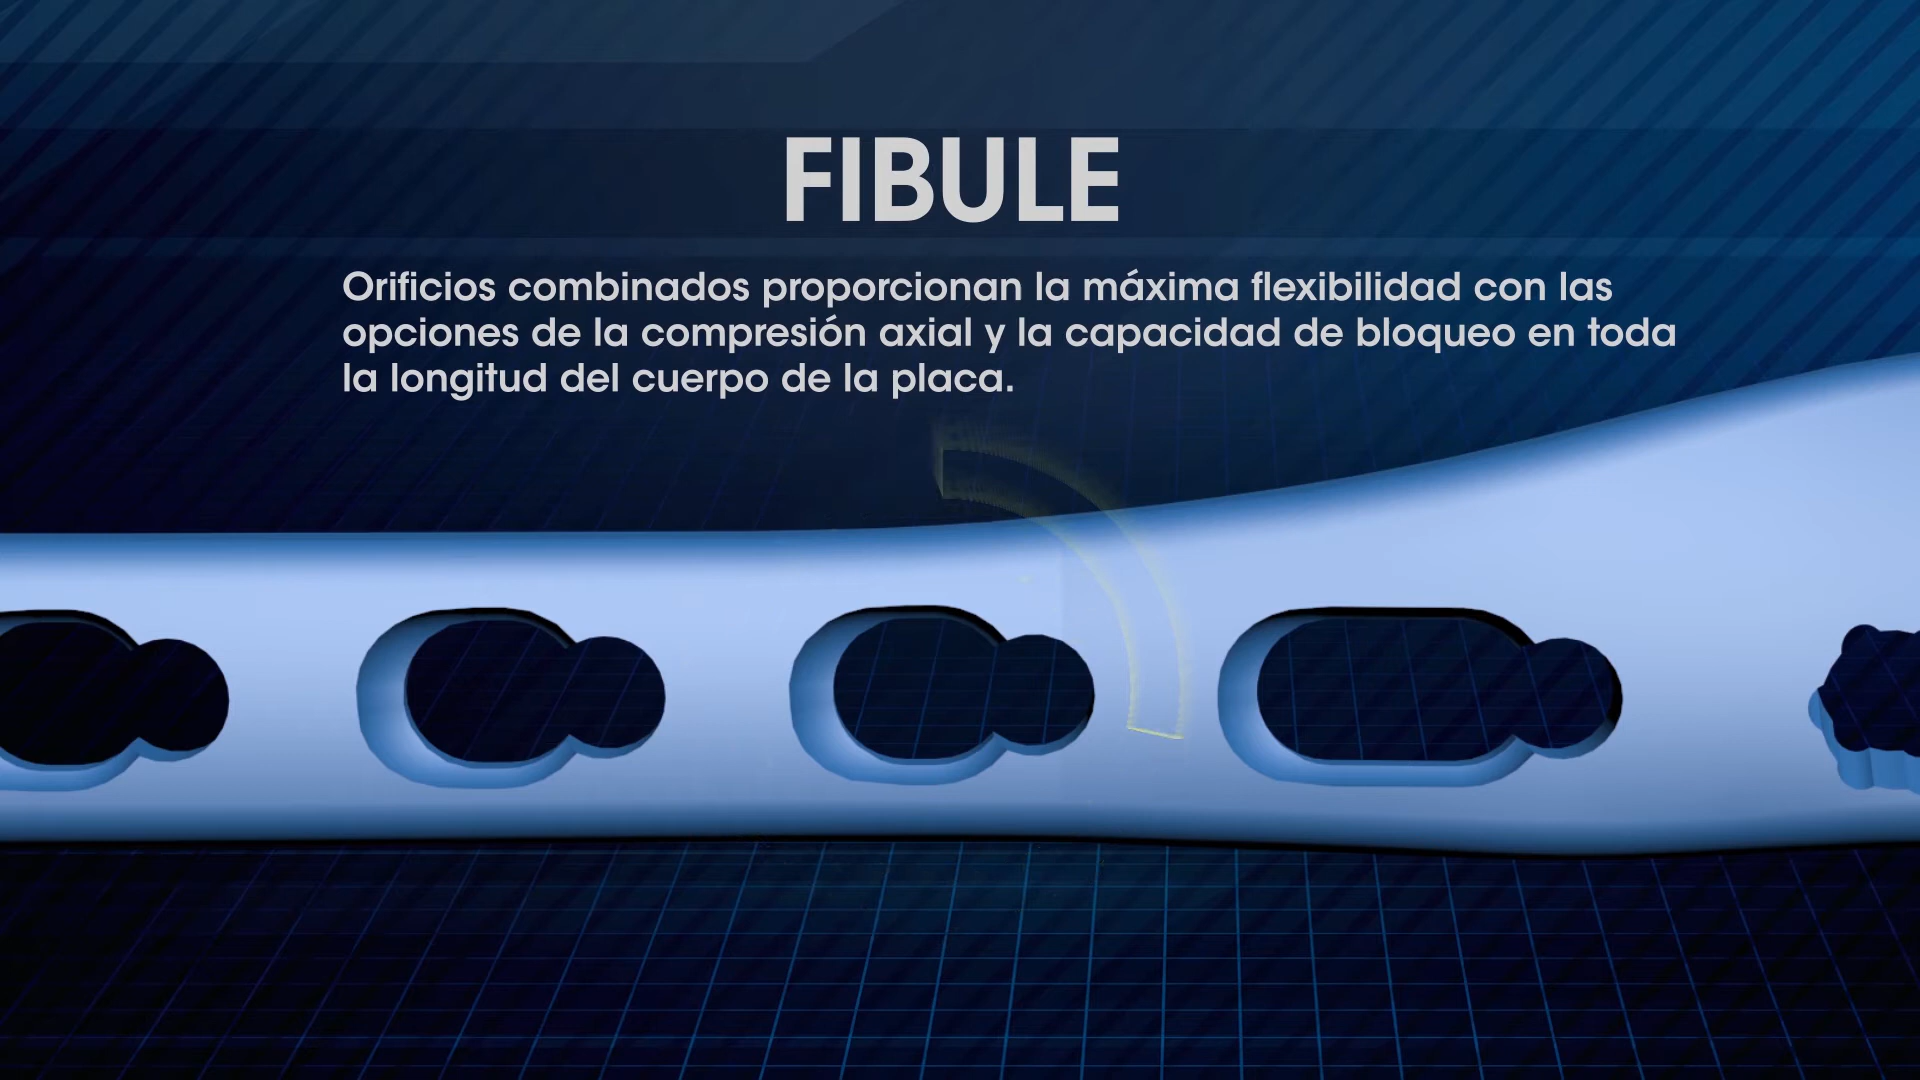 FIBULE
Orificios combinados proporcionan la máxima flexibilidad con las
opciones de la compresión axial y la capacidad de bloqueo en toda
la longitud del cuerpo de la placa.